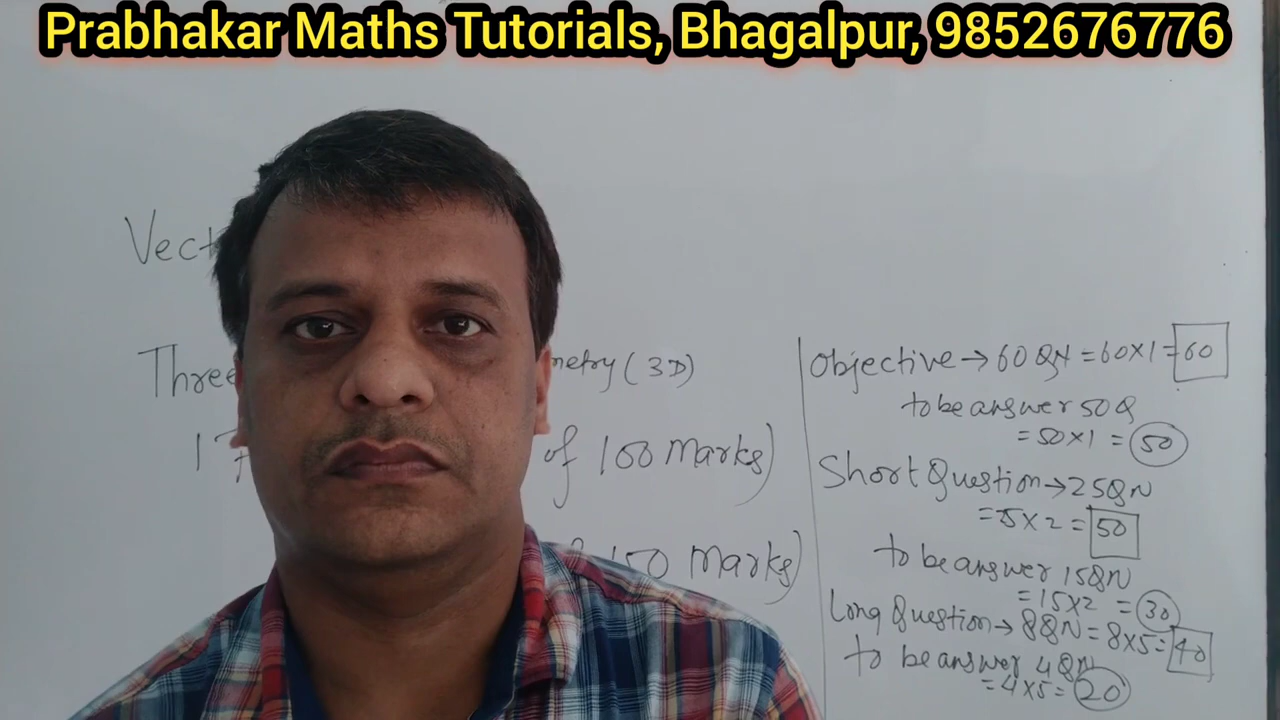 Prabhakar Maths Tutorials, Bhagalpur, 9852676776
Vect
Three metry (3D)
1 of 100 Marks)
150 Marks)
Objective → 60 QN = 60×1 = 60
to be answer 50 Q
= 50×1 = 50
Short Question → 25 QN
= 25×2 = 50
to be answer 15 QN
= 15×2 = 30
Long Question → 8 QN = 8×5 = 40
to be answer 4 QN
= 4×5 = 20